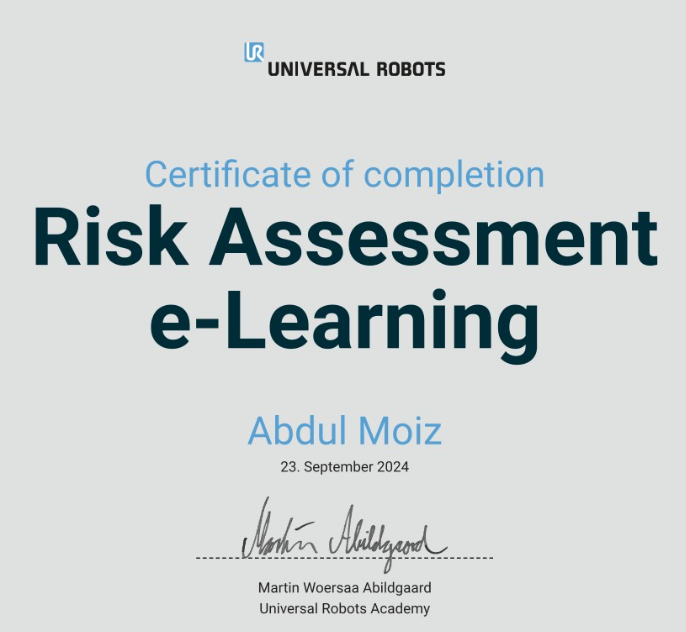 UR
UNIVERSAL ROBOTS
Certificate of completion
Risk Assessment
e-Learning
Abdul Moiz
23. September 2024
Martin Abildgaard
Martin Woersaa Abildgaard
Universal Robots Academy